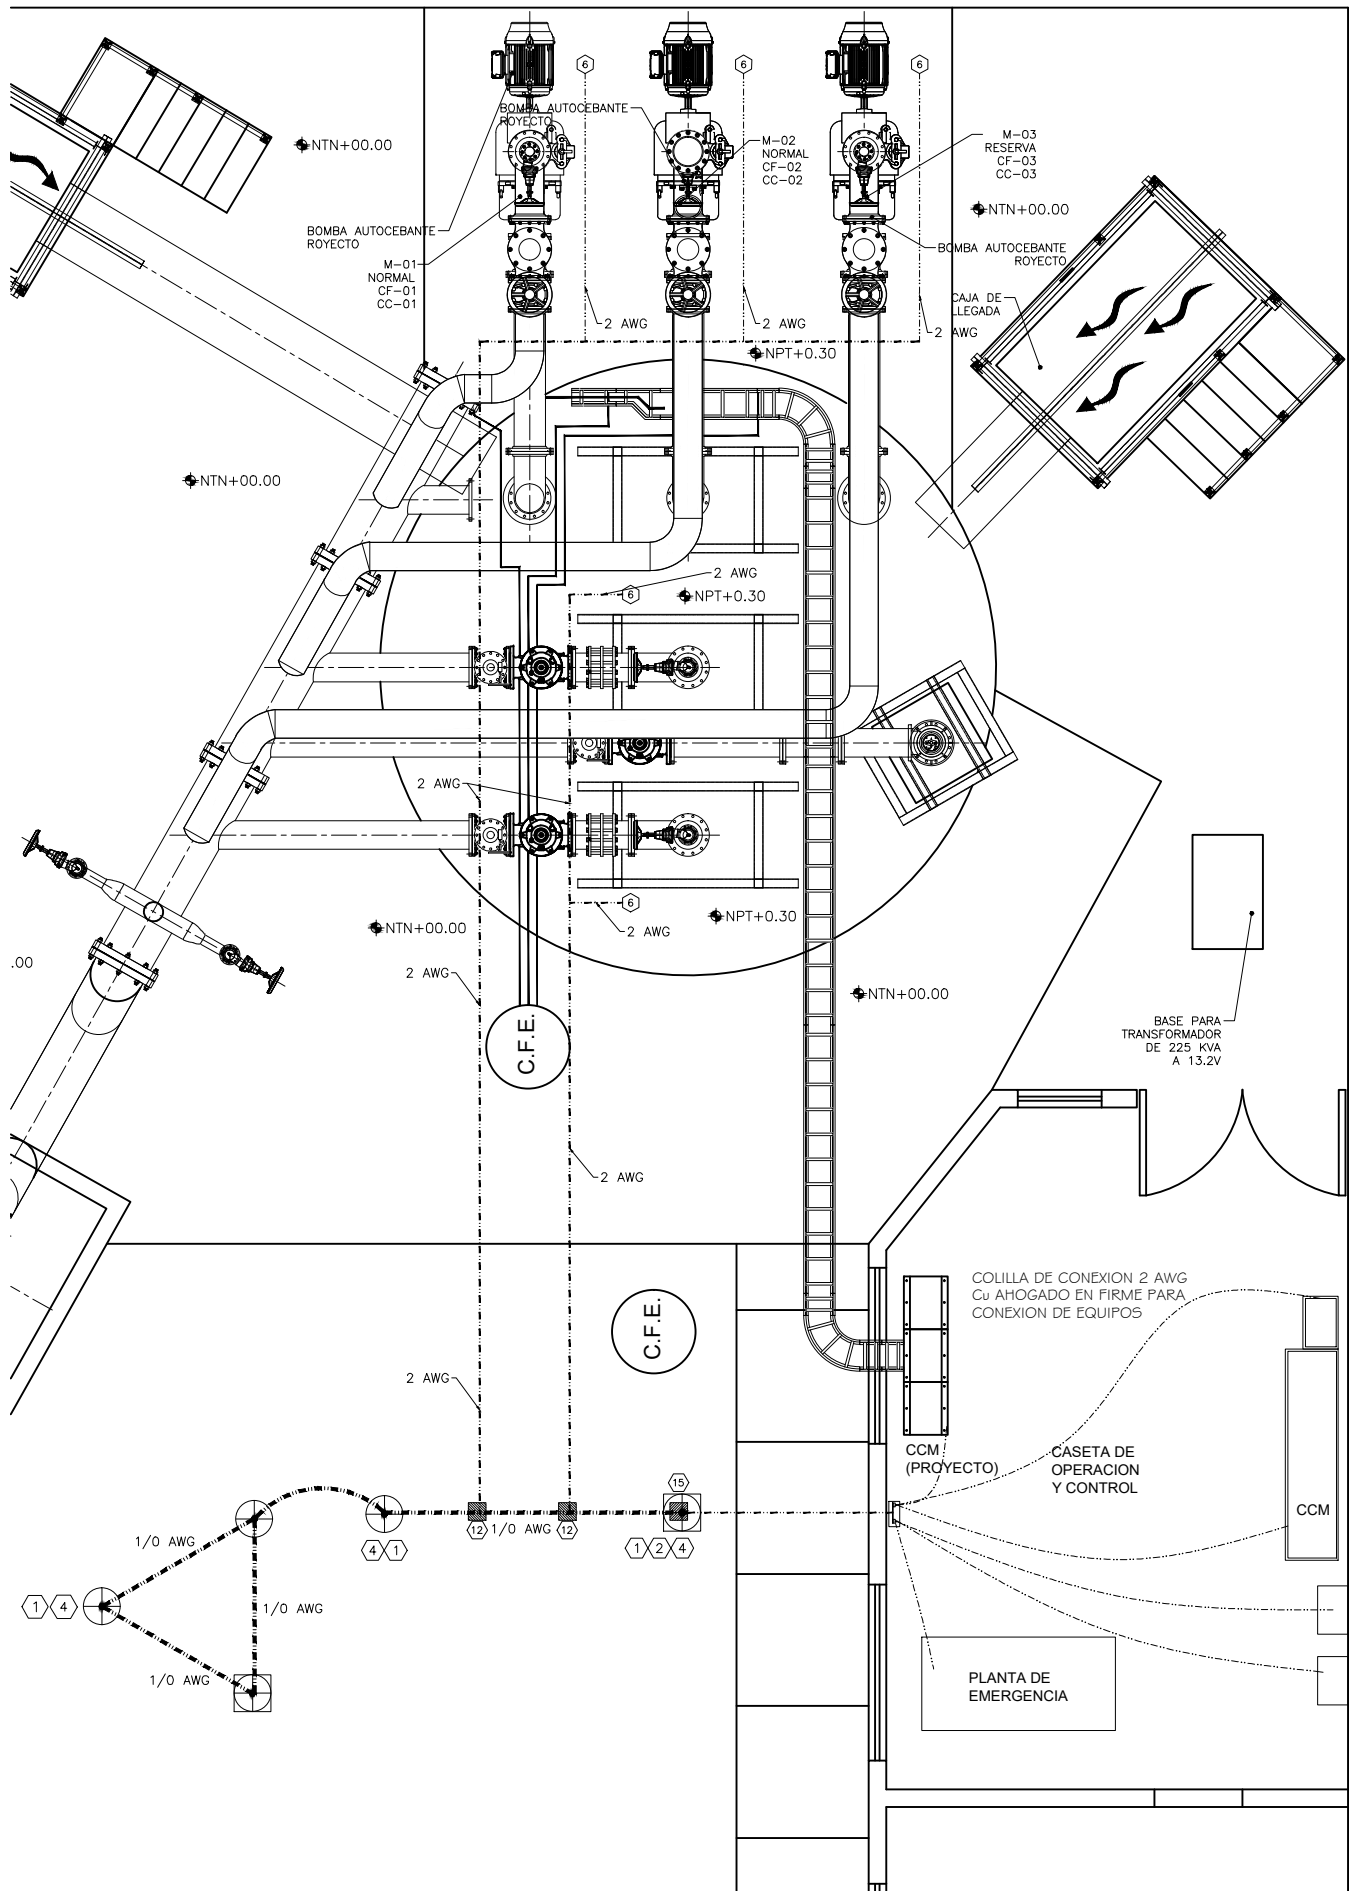 6
6
6
BOMBA AUTOCEBANTE
ROYECTO
NTN+00.00
M-02
NORMAL
CF-02
CC-02
M-03
RESERVA
CF-03
CC-03
NTN+00.00
BOMBA AUTOCEBANTE
ROYECTO
M-01
NORMAL
CF-01
CC-01
BOMBA AUTOCEBANTE
ROYECTO
CAJA DE
LLEGADA
2 AWG
2 AWG
2 AWG
NPT+0.30
NTN+00.00
2 AWG
6
NPT+0.30
2 AWG
6
NPT+0.30
2 AWG
NTN+00.00
.00
2 AWG
NTN+00.00
C.F.E.
BASE PARA
TRANSFORMADOR
DE 225 KVA
A 13.2V
2 AWG
COLILLA DE CONEXION 2 AWG
Cu AHOGADO EN FIRME PARA
CONEXION DE EQUIPOS
C.F.E.
2 AWG
CCM
(PROYECTO)
CASETA DE
OPERACION
Y CONTROL
CCM
15
12
1/0 AWG
12
4
1
1
2
4
1/0 AWG
1
4
1/0 AWG
1/0 AWG
PLANTA DE
EMERGENCIA